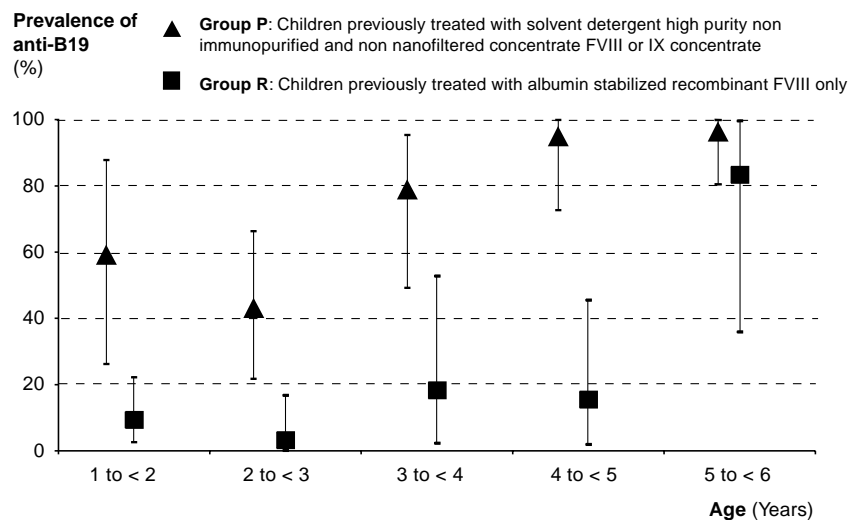 Prevalence of
anti-B19
(%)
Group P: Children previously treated with solvent detergent high purity non
immunopurified and non nanofiltered concentrate FVIII or IX concentrate
Group R: Children previously treated with albumin stabilized recombinant FVIII only
100
80
60
40
20
0
1 to < 2 2 to < 3 3 to < 4 4 to < 5 5 to < 6
Age (Years)